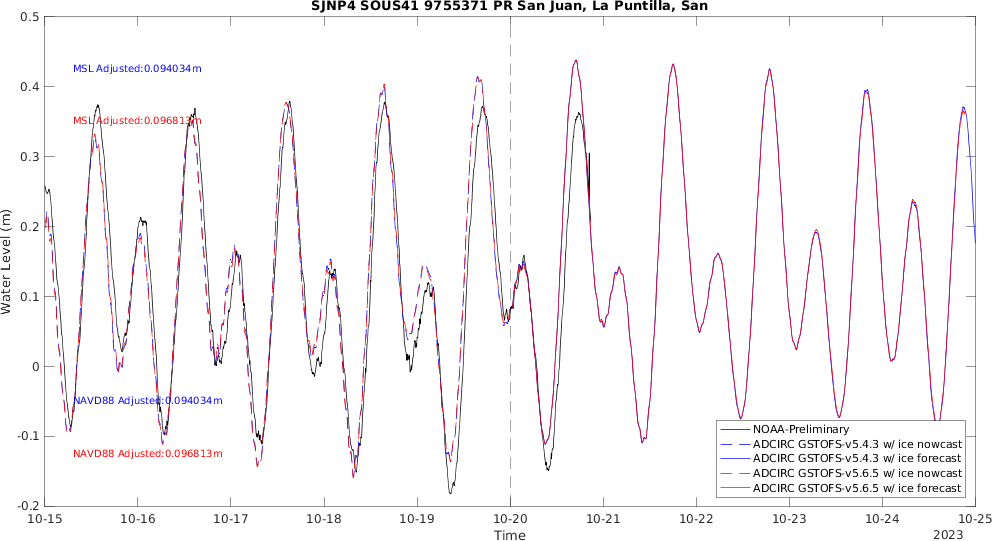 SJNP4 SOUS41 9755371 PR San Juan, La Puntilla, San
0.5
0.4
0.3
0.2
0.1
0
-0.1
-0.2
Water Level (m)
MSL Adjusted:0.094034m
MSL Adjusted:0.096813m
NAVD88 Adjusted:0.094034m
NAVD88 Adjusted:0.096813m
NOAA-Preliminary
ADCIRC GSTOFS-v5.4.3 w/ ice nowcast
ADCIRC GSTOFS-v5.4.3 w/ ice forecast
ADCIRC GSTOFS-v5.6.5 w/ ice nowcast
ADCIRC GSTOFS-v5.6.5 w/ ice forecast
10-15 10-16 10-17 10-18 10-19 10-20 10-21 10-22 10-23 10-24 10-25
Time
2023